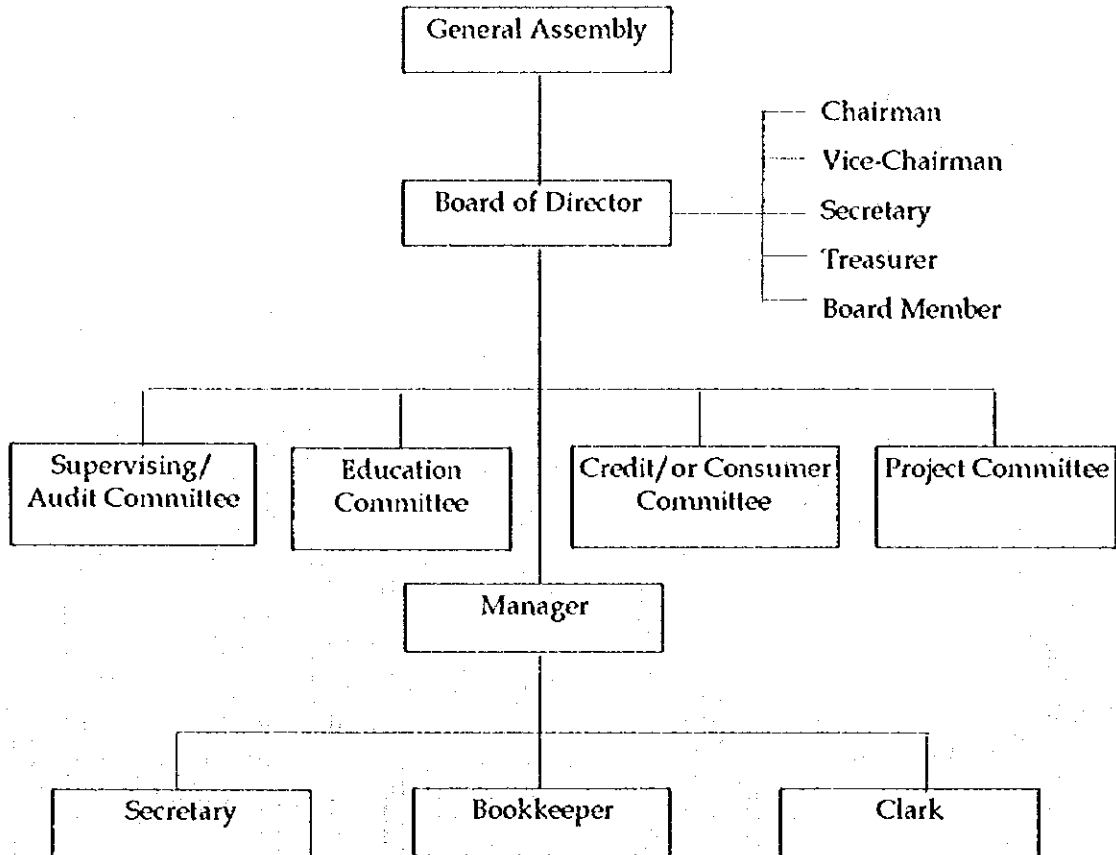 General Assembly
Chairman
Vice-Chairman
Board of Director
Secretary
Treasurer
Board Member
Supervising/
Audit Committee
Education
Committee
Credit/or Consumer
Committee
Project Committee
Manager
Secretary
Bookkeeper
Clark